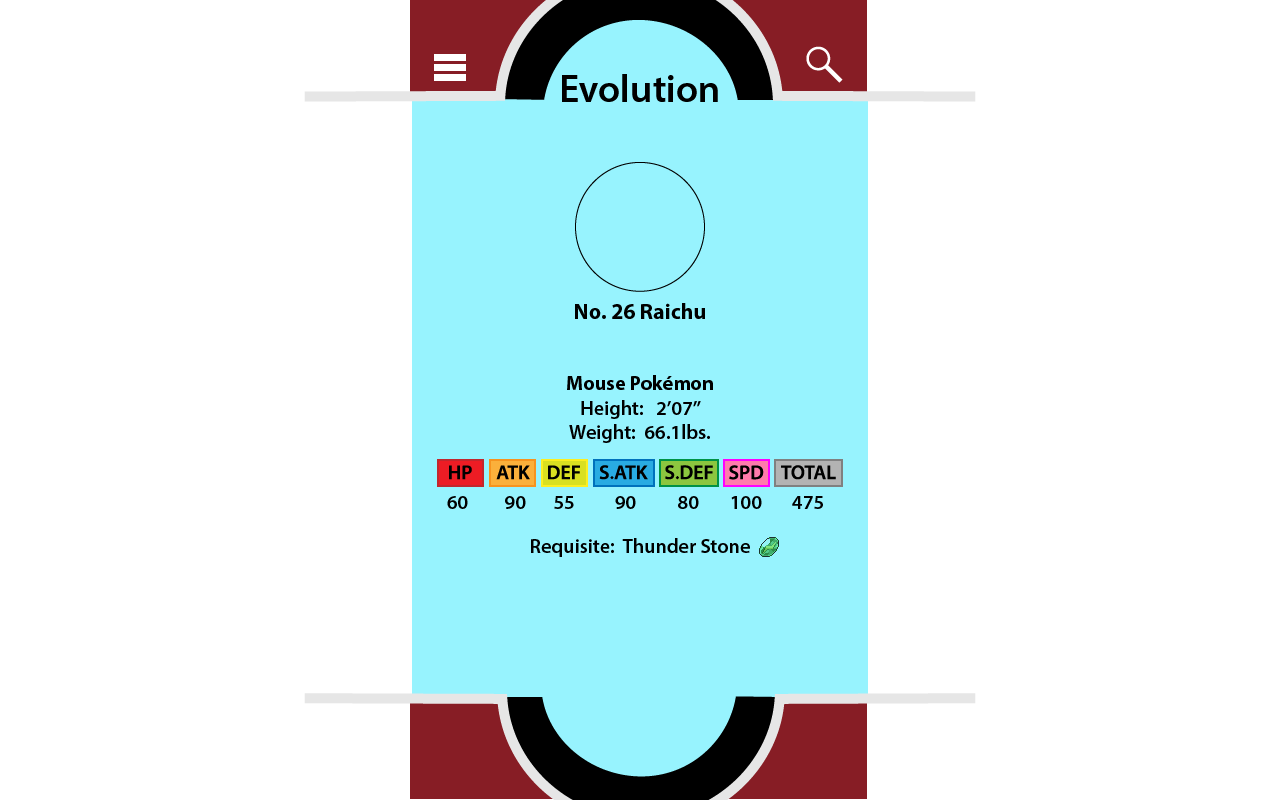 Evolution
No. 26 Raichu
Mouse Pokémon
Height: 2’07”
Weight: 66.1lbs.
HP ATK DEF S.ATK S.DEF SPD TOTAL
60 90 55 90 80 100 475
Requisite: Thunder Stone